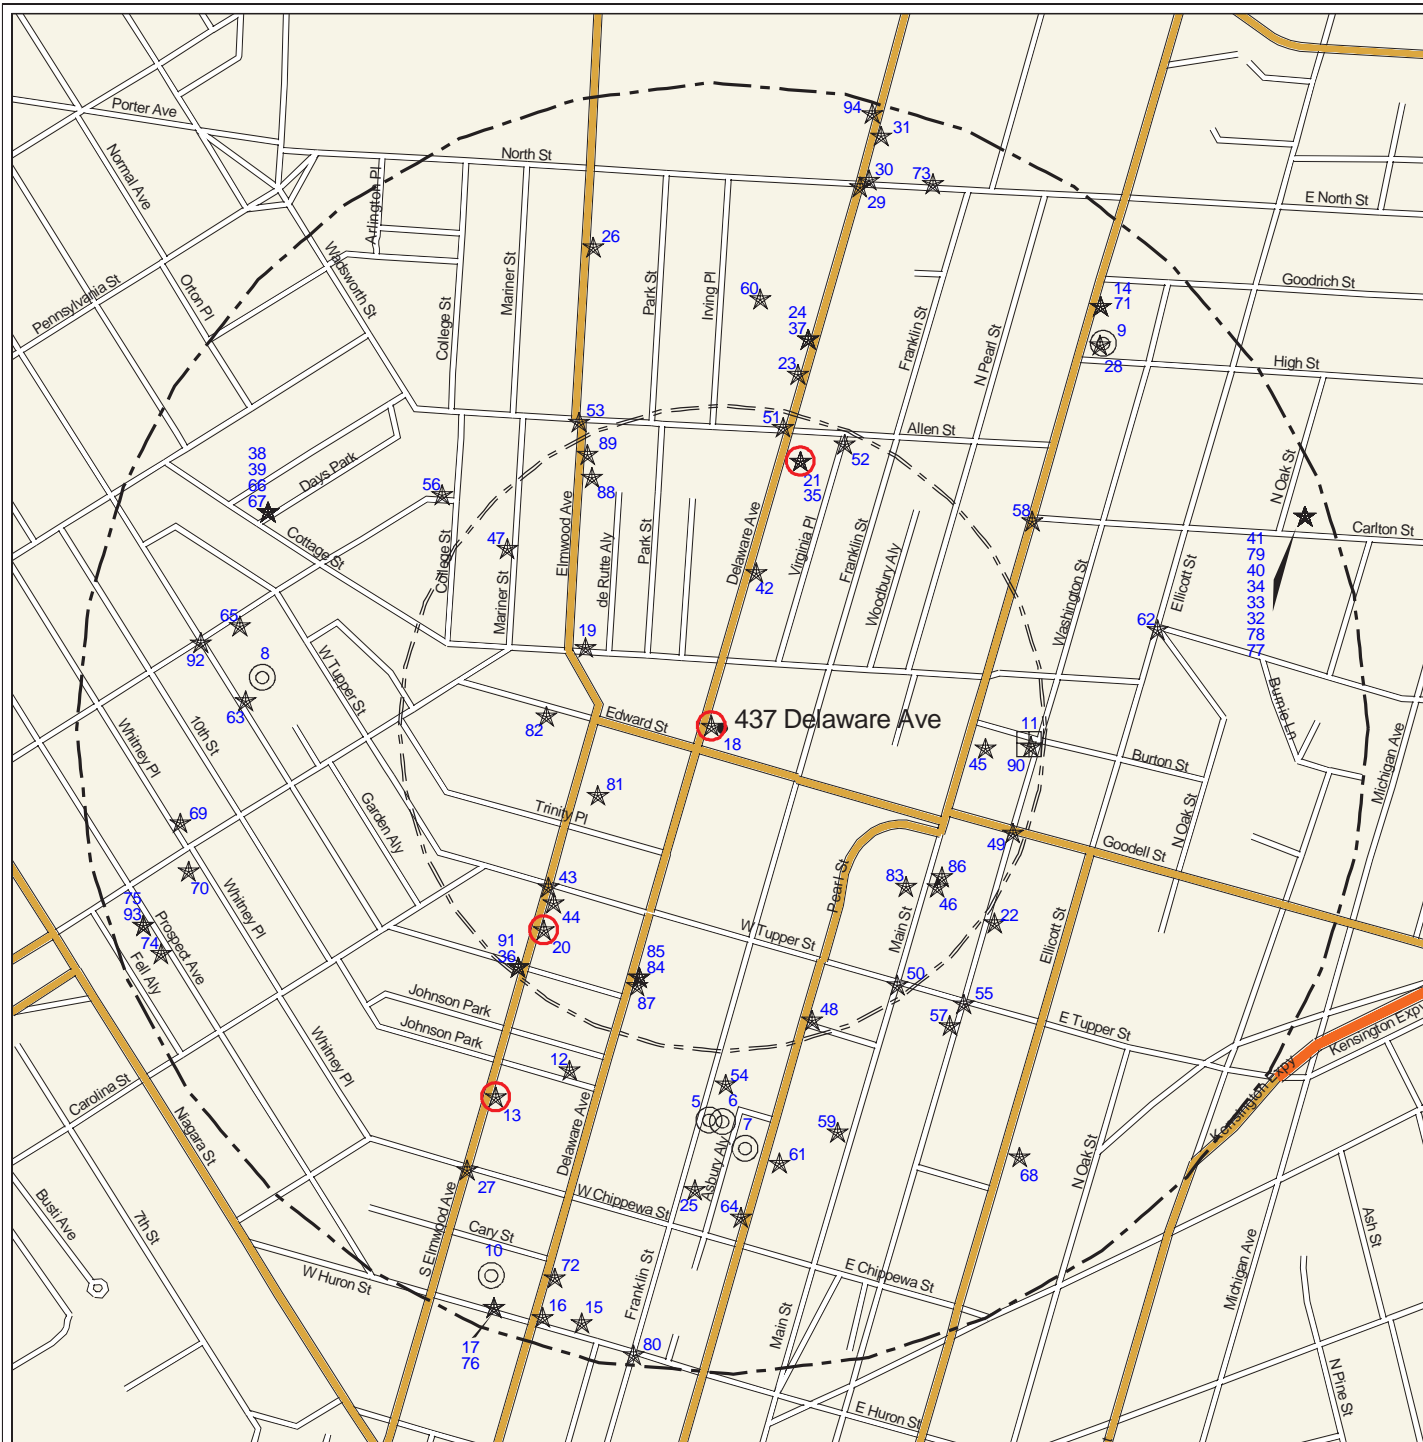 94
31
Porter Ave
Normal Ave
North St
30
73
29
Arlington Pl
E North St
26
Wadsworth St
Mariner St
Park St
Irving Pl
60
Goodrich St
14
71
Pennsylvania St
Orton Pl
College St
24
37
Franklin St
N Pearl St
9
28
High St
23
53
51
Allen St
52
89
88
38
39
66
67
Days Park
56
21
35
N Oak St
58
Carlton St
Cottage St
47
College St
Mariner St
Elmwood Ave
de Rutte Aly
Park St
Delaware Ave
42
Virginia Pl
Franklin St
Woodbury Aly
Washington St
Ellicott St
41
79
40
34
33
32
78
77
65
92
8
63
W Tupper St
19
62
Burnie Ln
82
Edward St
437 Delaware Ave
18
11
45
90
Burton St
Michigan Ave
Whitney Pl
10th St
81
Trinity Pl
Garden Aly
69
70
N Oak St
49
Goodell St
Pearl St
83
86
46
43
44
20
22
75
93
74
Prospect Ave
Fell Aly
Whitney Pl
91
36
W Tupper St
Main St
Ellicott St
85
84
87
50
55
Johnson Park
Johnson Park
48
57
E Tupper St
Kensington Expy
Kensington Expy
Whitney Pl
12
13
54
5
6
7
59
61
Carolina St
Niagara St
Delaware Ave
Asbury Aly
68
N Oak St
27
25
64
W Chippewa St
Busti Ave
7th St
S Elmwood Ave
Cary St
10
72
W Huron St
E Chippewa St
Michigan Ave
Ash St
16
15
17
76
80
Franklin St
Main St
E Huron St
N Pine St